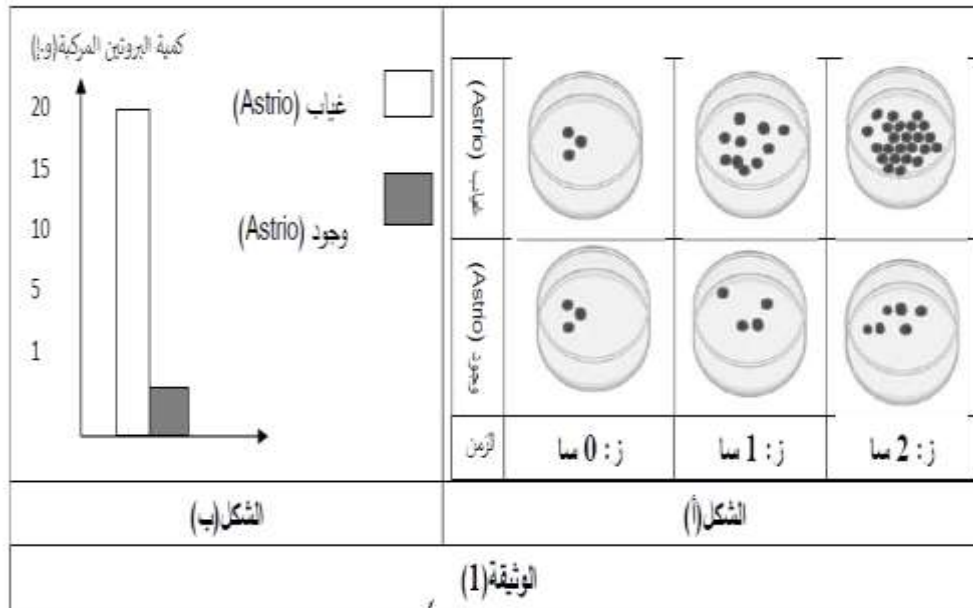 كمية البروتين المركبة(و.إ)
20
15
10
5
1
غياب (Astrio)
وجود (Astrio)
غياب (Astrio)
وجود (Astrio)
الزمن
ز: 0 سا
ز: 1 سا
ز: 2 سا
الشكل(أ)
الشكل(ب)
الوثيقة(1)